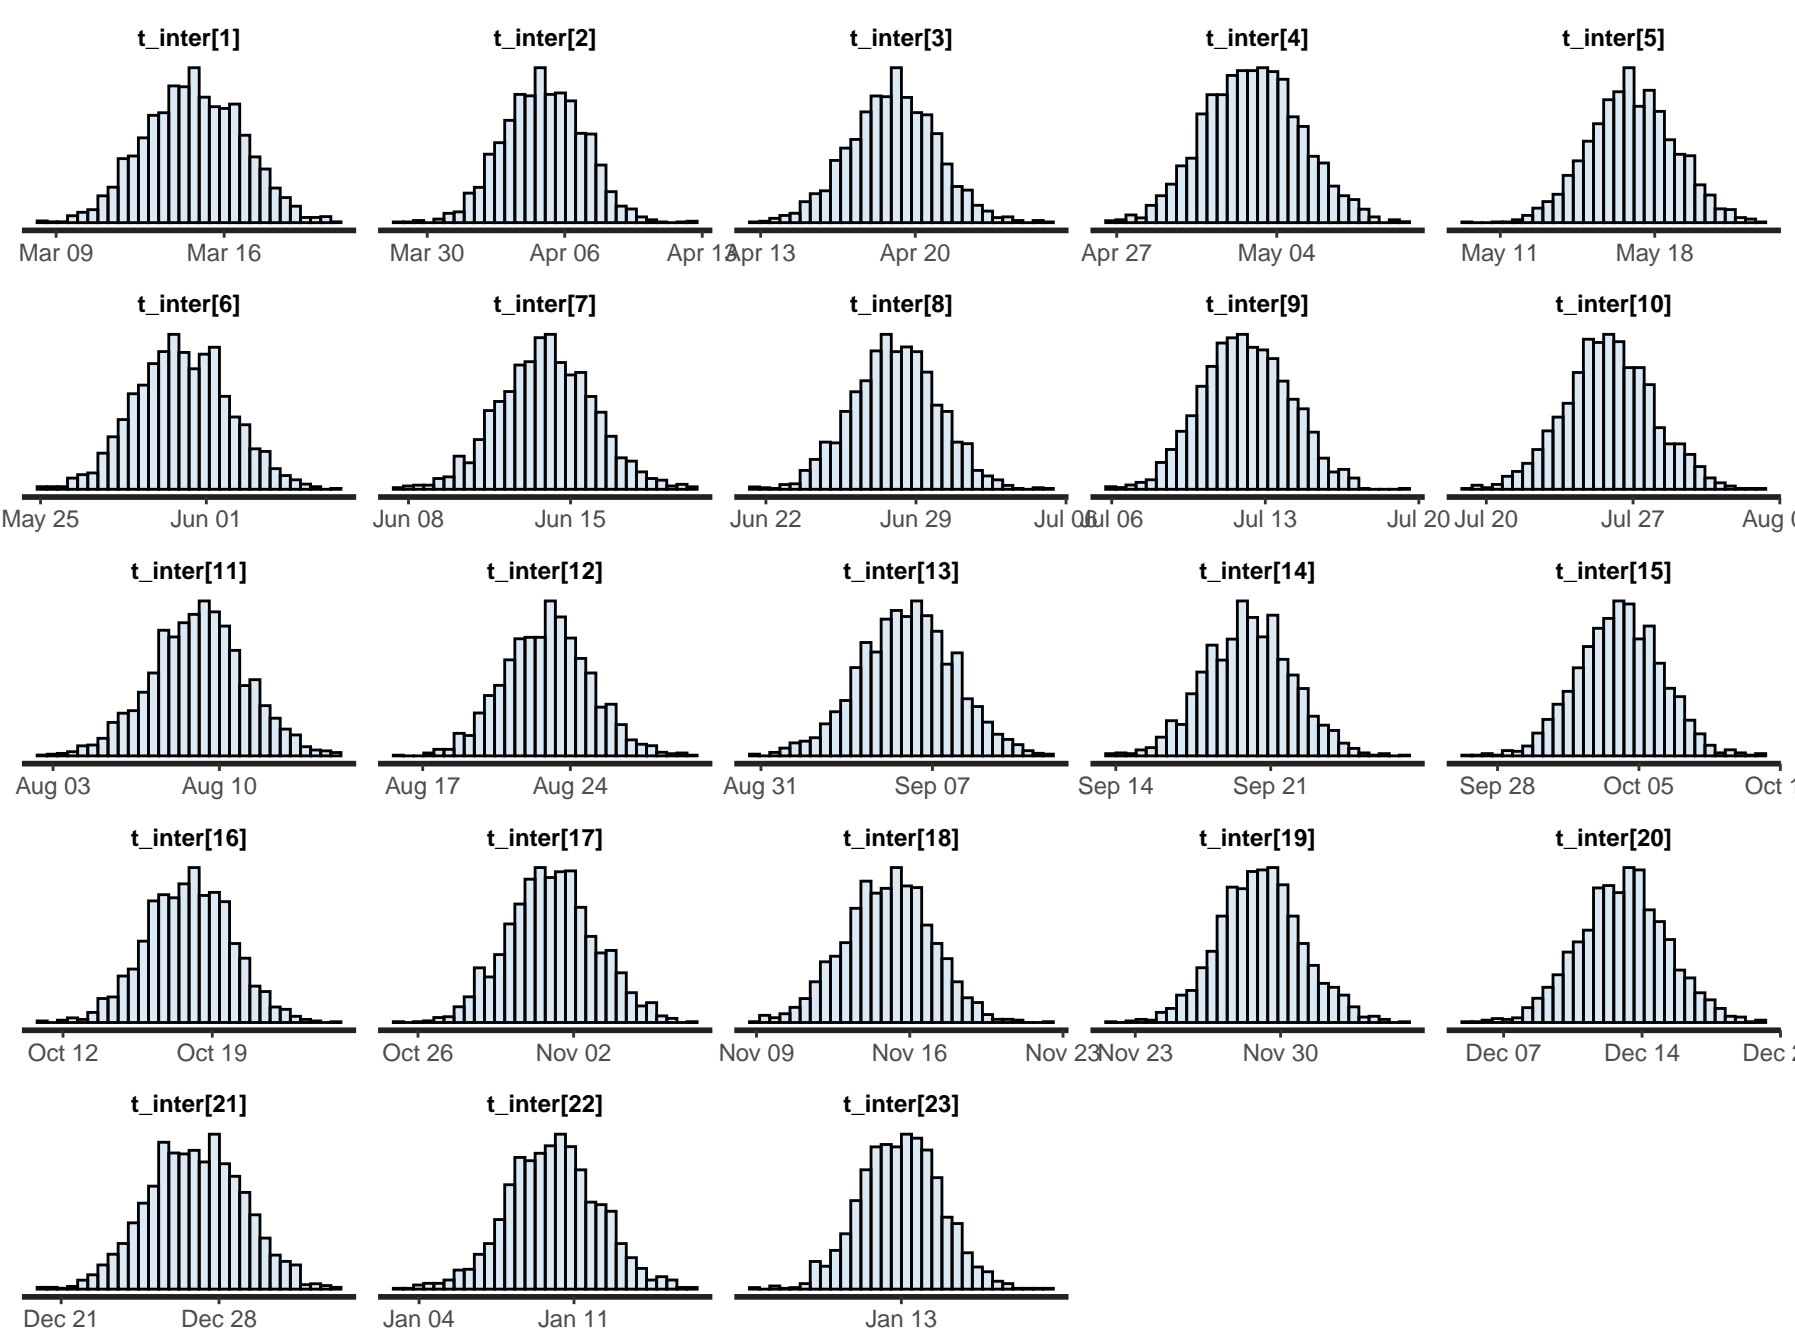 t_inter[1] t_inter[2] t_inter[3] t_inter[4] t_inter[5]
Mar 09 Mar 16 Mar 30 Apr 06 Apr 13 Apr 13 Apr 20 Apr 27 May 04 May 11 May 18
t_inter[6] t_inter[7] t_inter[8] t_inter[9] t_inter[10]
May 25 Jun 01 Jun 08 Jun 15 Jun 22 Jun 29 Jul 06 Jul 06 Jul 13 Jul 20 Jul 20 Jul 27 Aug
t_inter[11] t_inter[12] t_inter[13] t_inter[14] t_inter[15]
Aug 03 Aug 10 Aug 17 Aug 24 Aug 31 Sep 07 Sep 14 Sep 21 Sep 28 Oct 05 Oct
t_inter[16] t_inter[17] t_inter[18] t_inter[19] t_inter[20]
Oct 12 Oct 19 Oct 26 Nov 02 Nov 09 Nov 16 Nov 23 Nov 23 Nov 30 Dec 07 Dec 14 Dec
t_inter[21] t_inter[22] t_inter[23]
Dec 21 Dec 28 Jan 04 Jan 11 Jan 13